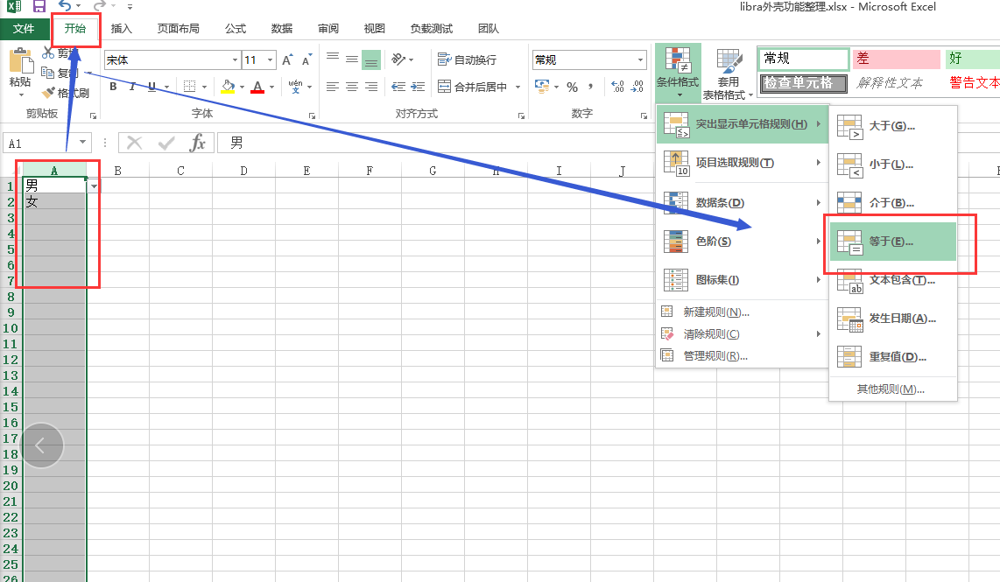 libra外壳功能整理.xlsx - Microsoft Excel
文件 开始 插入 页面布局 公式 数据 审阅 视图 负载测试 团队
剪切
复制
格式刷
粘贴
剪贴板
宋体 11
B I U
wén
文
字体
自动换行
合并后居中
对齐方式
常规
%
数字
条件格式
套用
表格格式
常规 差 好
检查单元格 解释性文本 警告文本
A1 fx 男
A B C D E F G H I J
1 男
2 女
3
4
5
6
7
8
9
10
11
12
13
14
15
16
17
18
19
20
21
22
23
24
25
26
突出显示单元格规则(H)
项目选取规则(T)
数据条(D)
色阶(S)
图标集(I)
新建规则(N)...
清除规则(C)
管理规则(R)...
大于(G)...
小于(L)...
介于(B)...
等于(E)...
文本包含(T)...
发生日期(A)...
重复值(D)...
其他规则(M)...